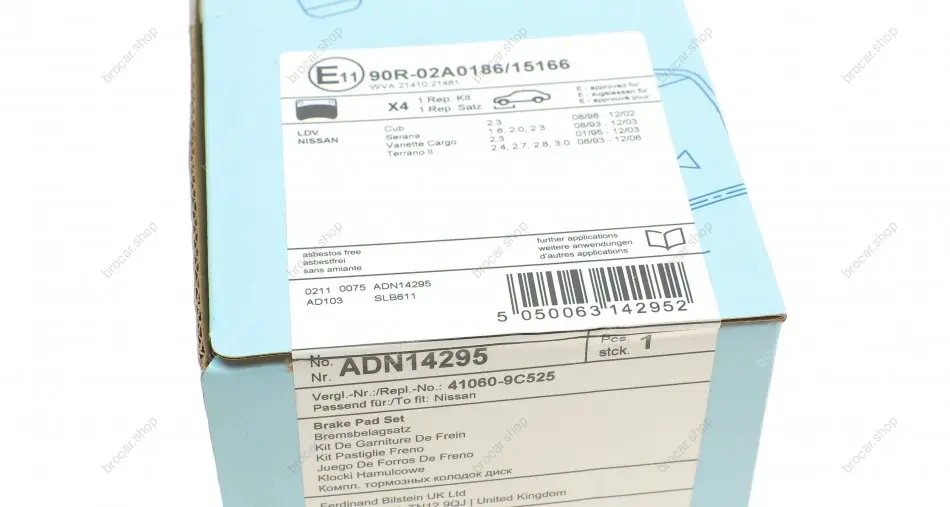 E11 90R-02A0186/15166
WVA 21410,21481
X4 1 Rep. Kit
1 Rep. Satz
E - approved for
E - zugelassen für
E - approuvé pour
LDV Cub 2.3 08/98 - 12/02
NISSAN Serana 1.6, 2.0, 2.3 08/93 - 12/03
Vanette Cargo 2.3 01/95 - 12/03
Terrano II 2.4, 2.7, 2.8, 3.0 08/93 - 12/06
asbestos free
asbestfrei
sans amiante
further applications
weitere anwendungen
d'autres applications
0211 0075 ADN14295
AD103 SLB611
5 050063 142952
No.
Nr. ADN14295
Pcs.
stck. 1
Vergl.-Nr.:/Repl.-No.: 41060-9C525
Passend für:/To fit: Nissan
Brake Pad Set
Bremsbelagsatz
Kit De Garniture De Frein
Kit Pastiglie Freno
Juego De Forros De Freno
Klocki Hamulcowe
Компл. тормозных колодок диск
Ferdinand Bilstein UK Ltd
TN12 9QJ | United Kingdom
brocar.shop